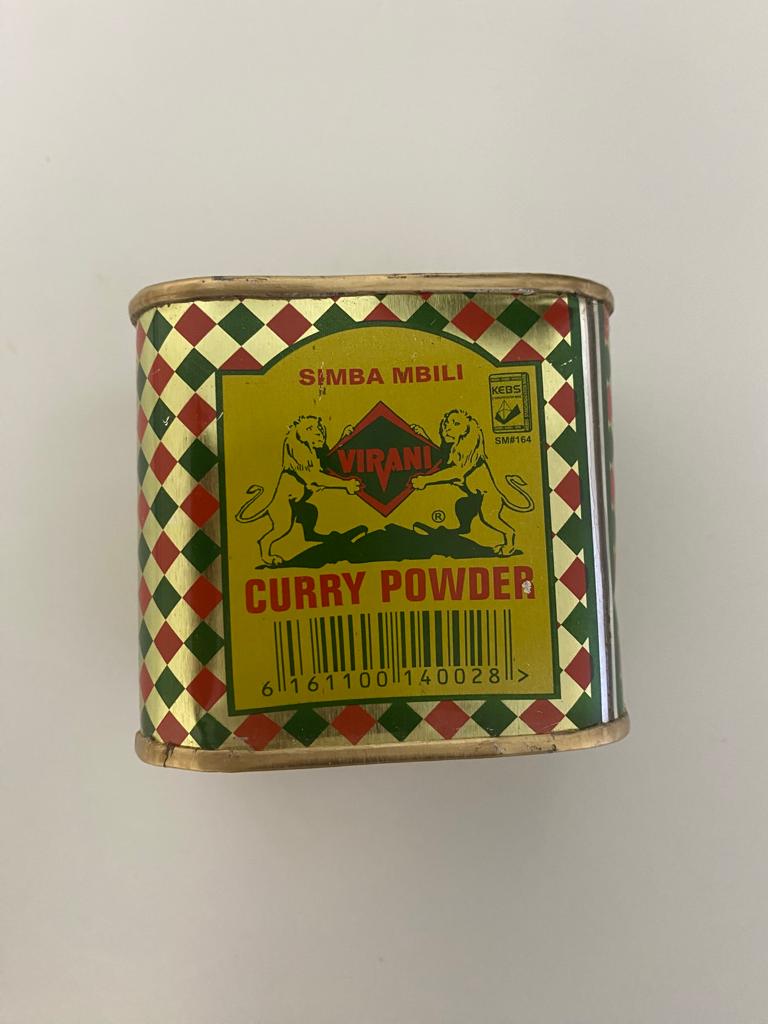 SIMBA MBILI
KEBS
SM#164
VIRANI
®
CURRY POWDER
6 161100 140028 >